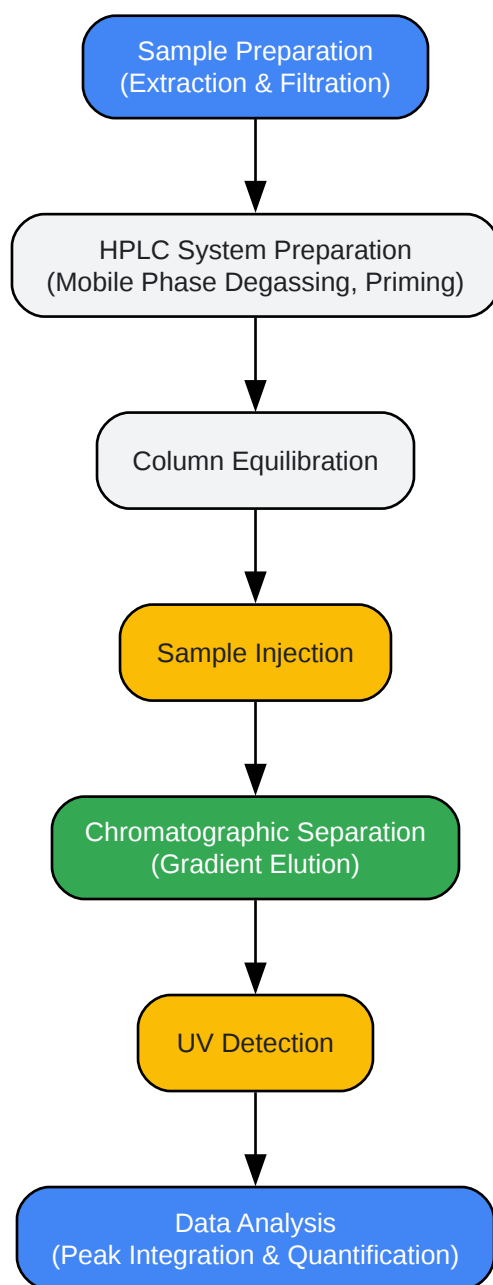 Sample Preparation
(Extraction & Filtration)
HPLC System Preparation
(Mobile Phase Degassing, Priming)
Column Equilibration
Sample Injection
Chromatographic Separation
(Gradient Elution)
UV Detection
Data Analysis
(Peak Integration & Quantification)